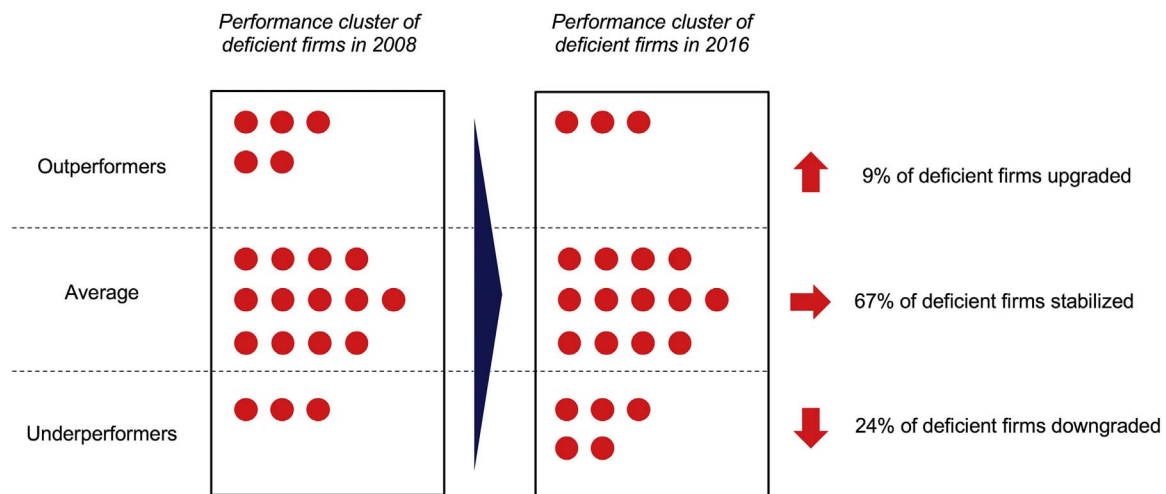 Performance cluster of
deficient firms in 2008
Performance cluster of
deficient firms in 2016
Outperformers
9% of deficient firms upgraded
Average
67% of deficient firms stabilized
Underperformers
24% of deficient firms downgraded